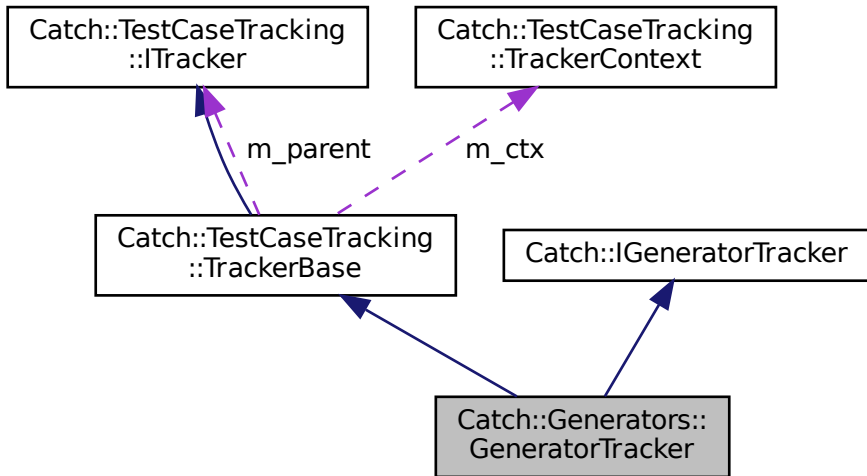 Catch::TestCaseTracking
::ITracker
Catch::TestCaseTracking
::TrackerContext
m_parent
m_ctx
Catch::TestCaseTracking
::TrackerBase
Catch::IGeneratorTracker
Catch::Generators::
GeneratorTracker